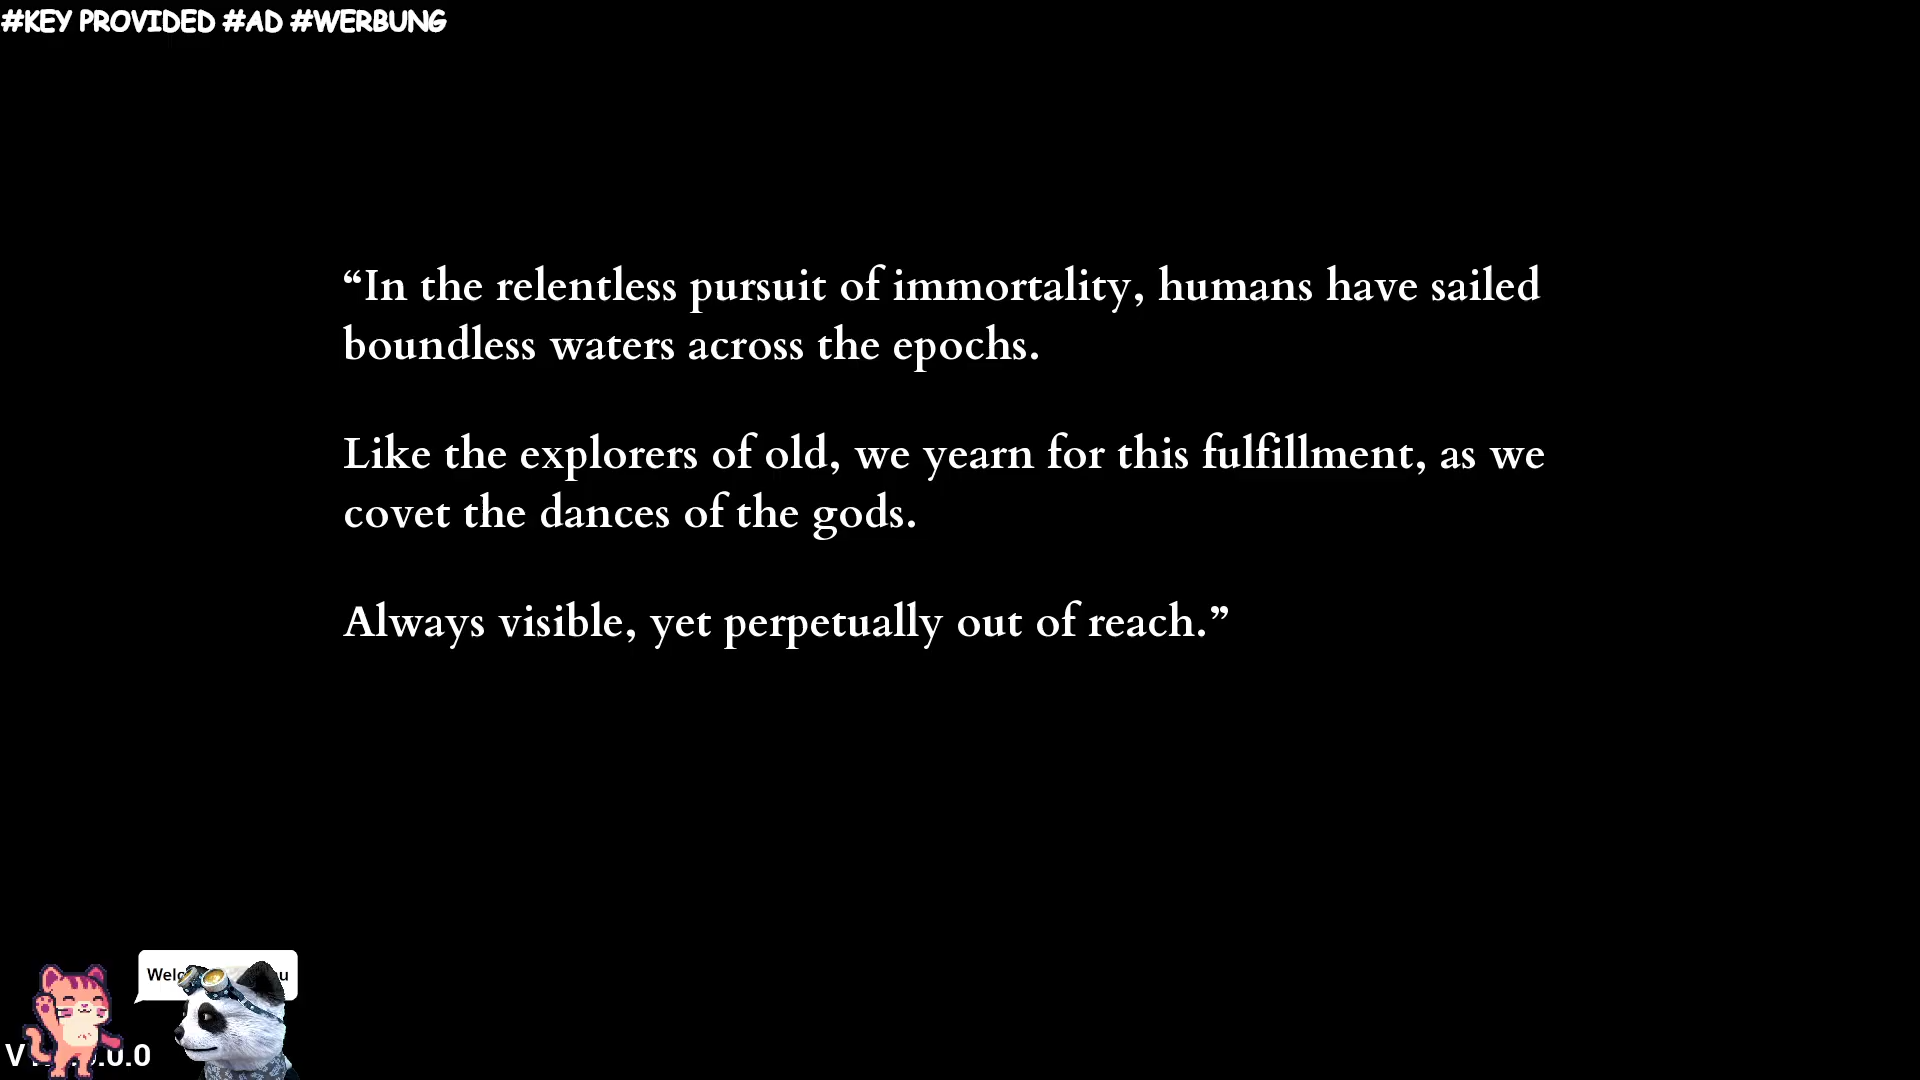 #KEY PROVIDED #AD #WERBUNG
“In the relentless pursuit of immortality, humans have sailed
boundless waters across the epochs.
Like the explorers of old, we yearn for this fulfillment, as we
covet the dances of the gods.
Always visible, yet perpetually out of reach.”